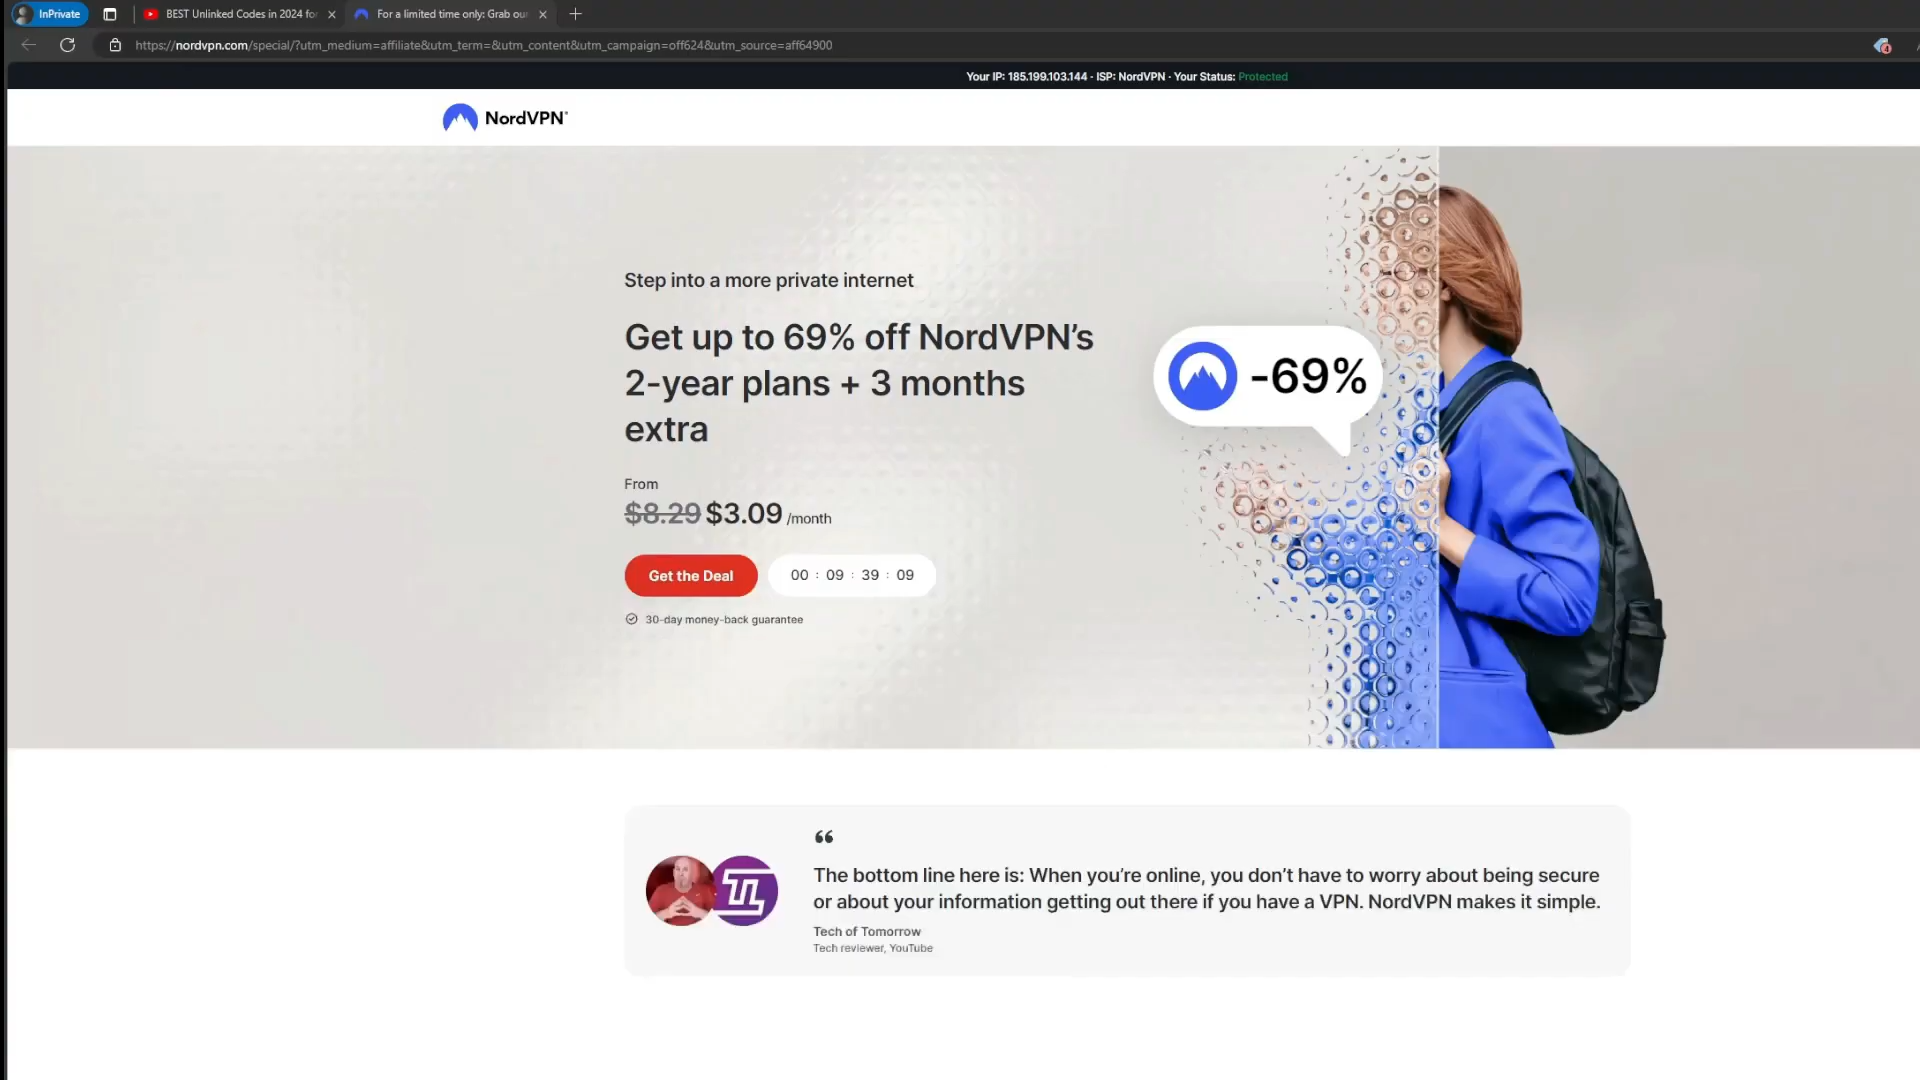 InPrivate
BEST Unlinked Codes in 2024 fo
For a limited time only: Grab ou
https://nordvpn.com/special/?utm_medium=affiliate&utm_term=&utm_content&utm_campaign=off624&utm_source=aff64900
4
Your IP: 185.199.103.144 · ISP: NordVPN · Your Status: Protected
NordVPN®
Step into a more private internet
Get up to 69% off NordVPN’s
2-year plans + 3 months
extra
-69%
From
$8.29 $3.09 /month
Get the Deal
00 : 09 : 39 : 09
30-day money-back guarantee
“
The bottom line here is: When you’re online, you don’t have to worry about being secure
or about your information getting out there if you have a VPN. NordVPN makes it simple.
Tech of Tomorrow
Tech reviewer, YouTube